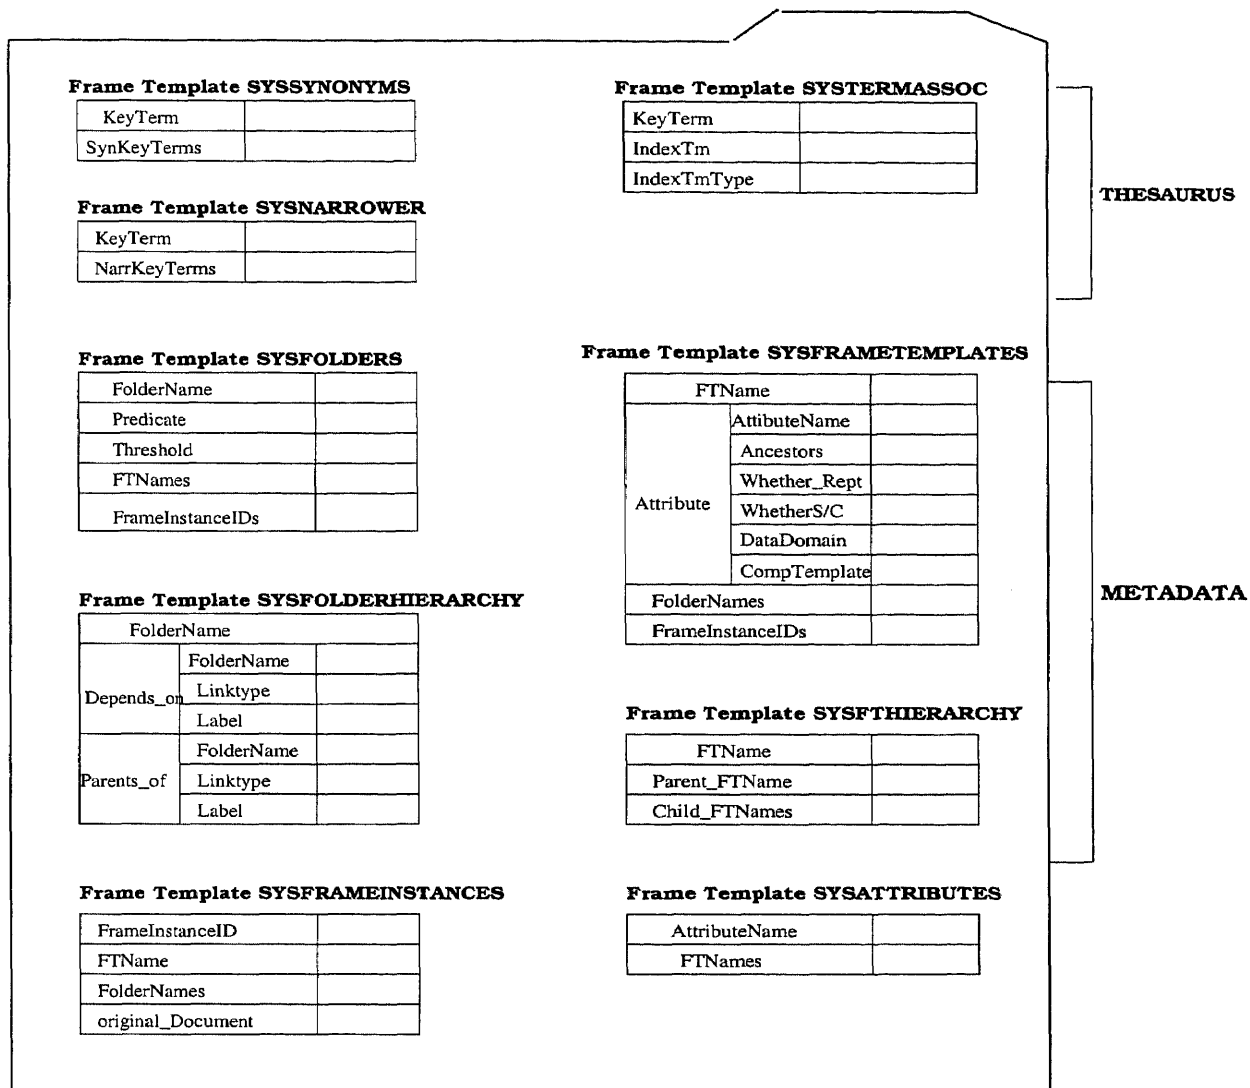 Frame Template SYSSYNONYMS
KeyTerm
SynKeyTerms
Frame Template SYSTERMASSOC
KeyTerm
IndexTm
IndexTmType
THESAURUS
Frame Template SYSNARROWER
KeyTerm
NarrKeyTerms
Frame Template SYSFOLDERS
FolderName
Predicate
Threshold
FTNames
FrameInstanceIDs
Frame Template SYSFRAMETEMPLATES
FTName
Attribute
AttibuteName
Ancestors
Whether_Rept
WhetherS/C
DataDomain
CompTemplate
FolderNames
FrameInstanceIDs
METADATA
Frame Template SYSFOLDERHIERARCHY
FolderName
Depends_on
FolderName
Linktype
Label
Parents_of
FolderName
Linktype
Label
Frame Template SYSFTHIERARCHY
FTName
Parent_FTName
Child_FTNames
Frame Template SYSFRAMEINSTANCES
FrameInstanceID
FTName
FolderNames
original_Document
Frame Template SYSATTRIBUTES
AttributeName
FTNames